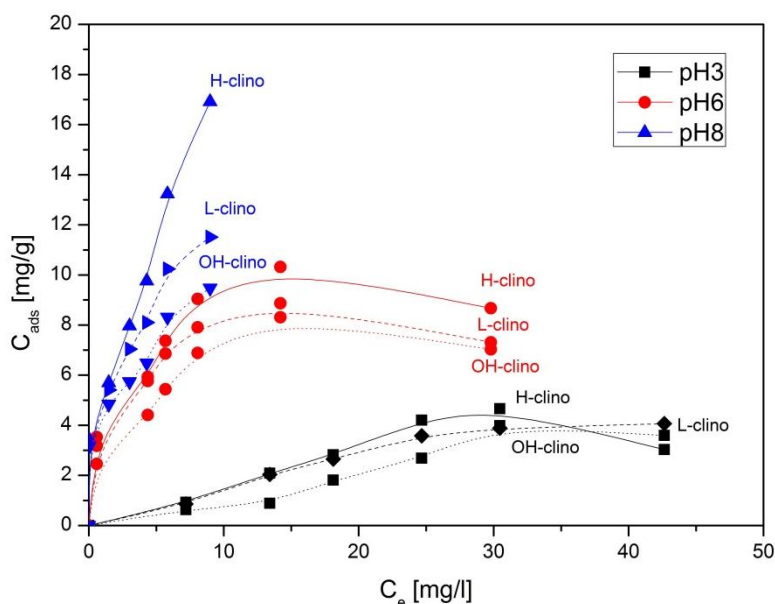 20
18
16
14
12
10
8
6
4
2
0
C_ads [mg/g]
H-clino
L-clino
OH-clino
pH3
pH6
pH8
H-clino
L-clino
OH-clino
H-clino
L-clino
OH-clino
0 10 20 30 40 50
C_e [mg/l]